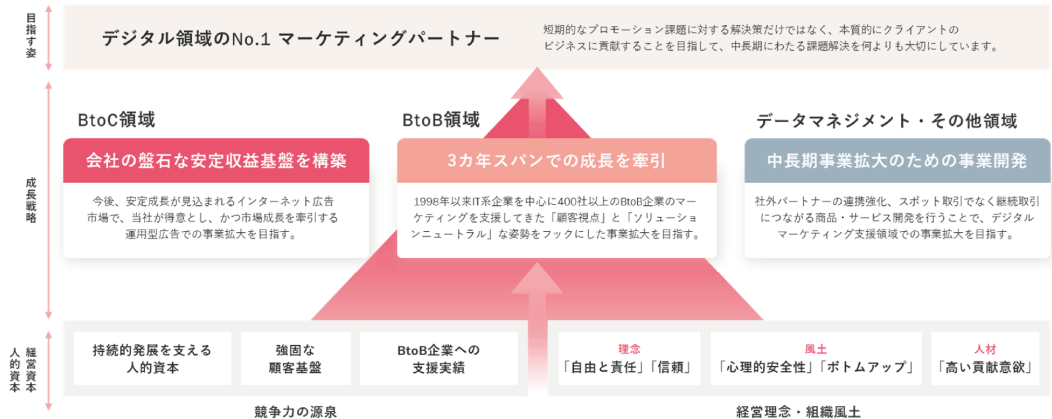 目指す姿
デジタル領域のNo.1 マーケティングパートナー
短期的なプロモーション課題に対する解決策だけではなく、本質的にクライアントの
ビジネスに貢献することを目指して、中長期にわたる課題解決を何よりも大切にしています。
成長戦略
BtoC領域
会社の盤石な安定収益基盤を構築
今後、安定成長が見込まれるインターネット広告
市場で、当社が得意とし、かつ市場成長を牽引する
運用型広告での事業拡大を目指す。
BtoB領域
3カ年スパンでの成長を牽引
1998年以来IT系企業を中心に400社以上のBtoB企業のマー
ケティングを支援してきた「顧客視点」と「ソリューショ
ンニュートラル」な姿勢をフックにした事業拡大を目指す。
データマネジメント・その他領域
中長期事業拡大のための事業開発
社外パートナーの連携強化、スポット取引でなく継続取引
につながる商品・サービス開発を行うことで、デジタル
マーケティング支援領域での事業拡大を目指す。
経営資本
人的資本
持続的発展を支える
人的資本
強固な
顧客基盤
BtoB企業への
支援実績
競争力の源泉
理念
「自由と責任」「信頼」
風土
「心理的安全性」「ボトムアップ」
人材
「高い貢献意欲」
経営理念・組織風土